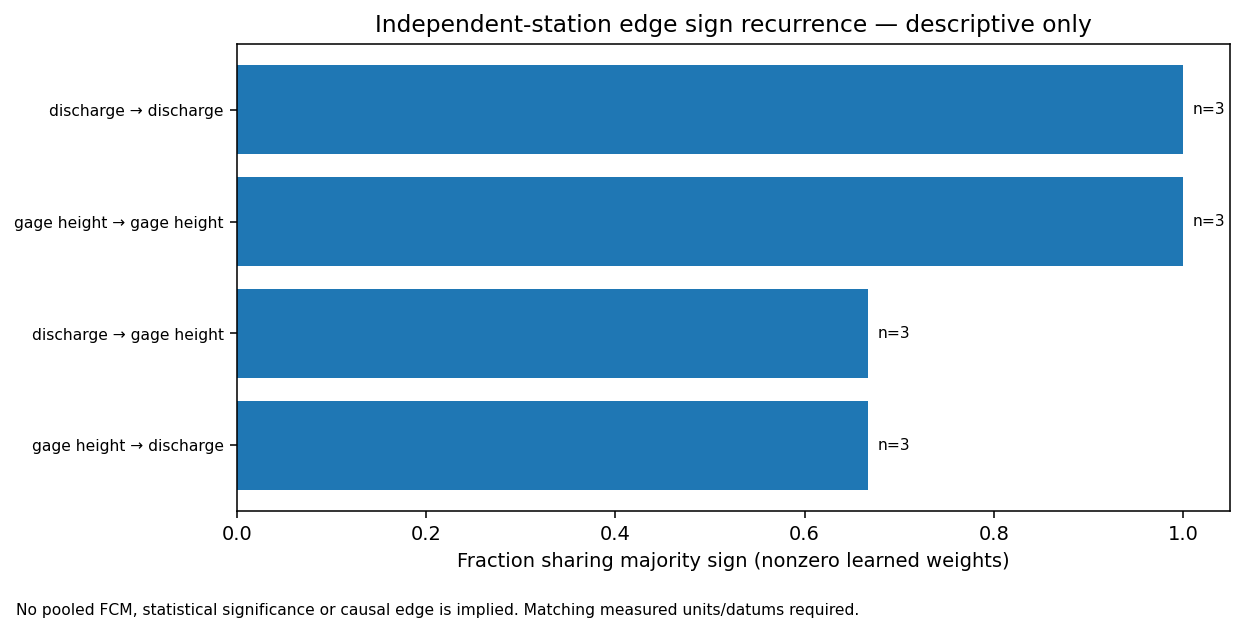 Independent-station edge sign recurrence — descriptive only
discharge → discharge
n=3
gage height → gage height
n=3
discharge → gage height
n=3
gage height → discharge
n=3
0.0 0.2 0.4 0.6 0.8 1.0
Fraction sharing majority sign (nonzero learned weights)
No pooled FCM, statistical significance or causal edge is implied. Matching measured units/datums required.